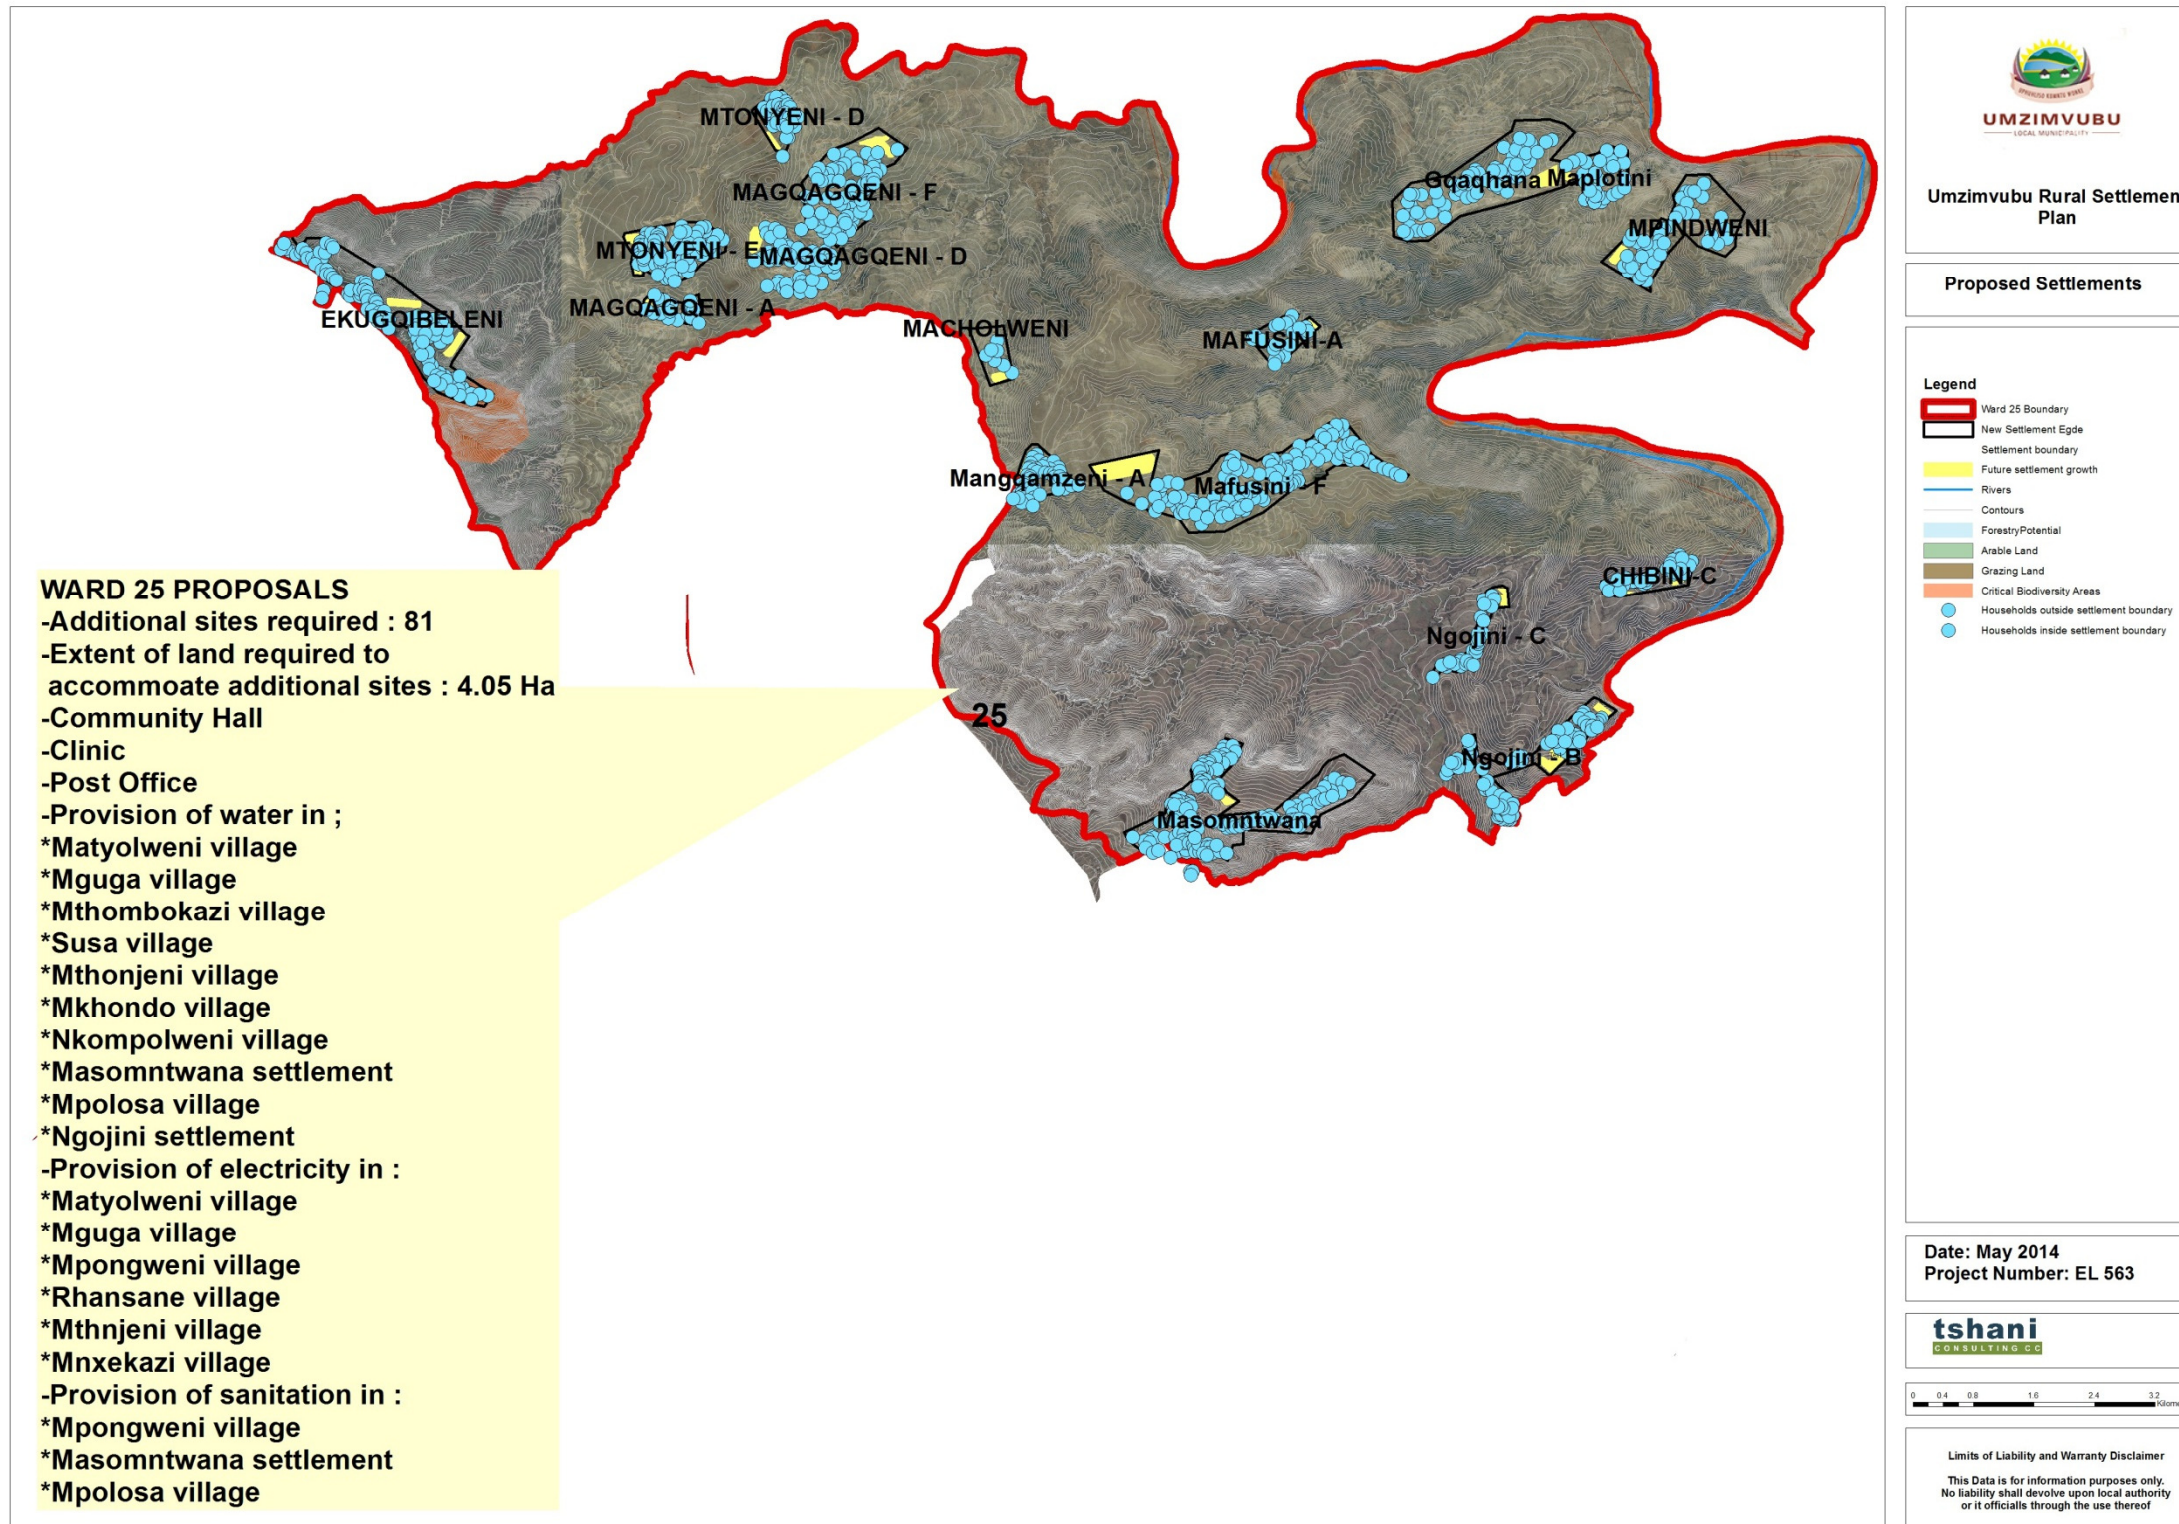 MTONYENI - D
MAGQAGQENI - F
MTONYENI - E
MAGQAGQENI - D
MAGQAGQENI - A
EKUGQIBELENI
MACHOLWENI
MAFUSINI-A
Gqaqhana
Maplotini
MPINDWENI
Mangqamzeni - A
Mafusini - F
CHIBINI-C
Ngojini - C
25
Ngojini - B
Masomntwana
WARD 25 PROPOSALS
-Additional sites required : 81
-Extent of land required to
accommoate additional sites : 4.05 Ha
-Community Hall
-Clinic
-Post Office
-Provision of water in ;
*Matyolweni village
*Mguga village
*Mthombokazi village
*Susa village
*Mthonjeni village
*Mkhondo village
*Nkompolweni village
*Masomntwana settlement
*Mpolosa village
*Ngojini settlement
-Provision of electricity in :
*Matyolweni village
*Mguga village
*Mpongweni village
*Rhansane village
*Mthnjeni village
*Mnxekazi village
-Provision of sanitation in :
*Mpongweni village
*Masomntwana settlement
*Mpolosa village
UMZIMVUBU
LOCAL MUNICIPALITY
Umzimvubu Rural Settlemen
Plan
Proposed Settlements
Legend
Ward 25 Boundary
New Settlement Egde
Settlement boundary
Future settlement growth
Rivers
Contours
ForestryPotential
Arable Land
Grazing Land
Critical Biodiversity Areas
Households outside settlement boundary
Households inside settlement boundary
Date: May 2014
Project Number: EL 563
tshani
CONSULTING CC
0 0.4 0.8 1.6 2.4 3.2
Kilome
Limits of Liability and Warranty Disclaimer
This Data is for information purposes only.
No liability shall devolve upon local authority
or it officialls through the use thereof